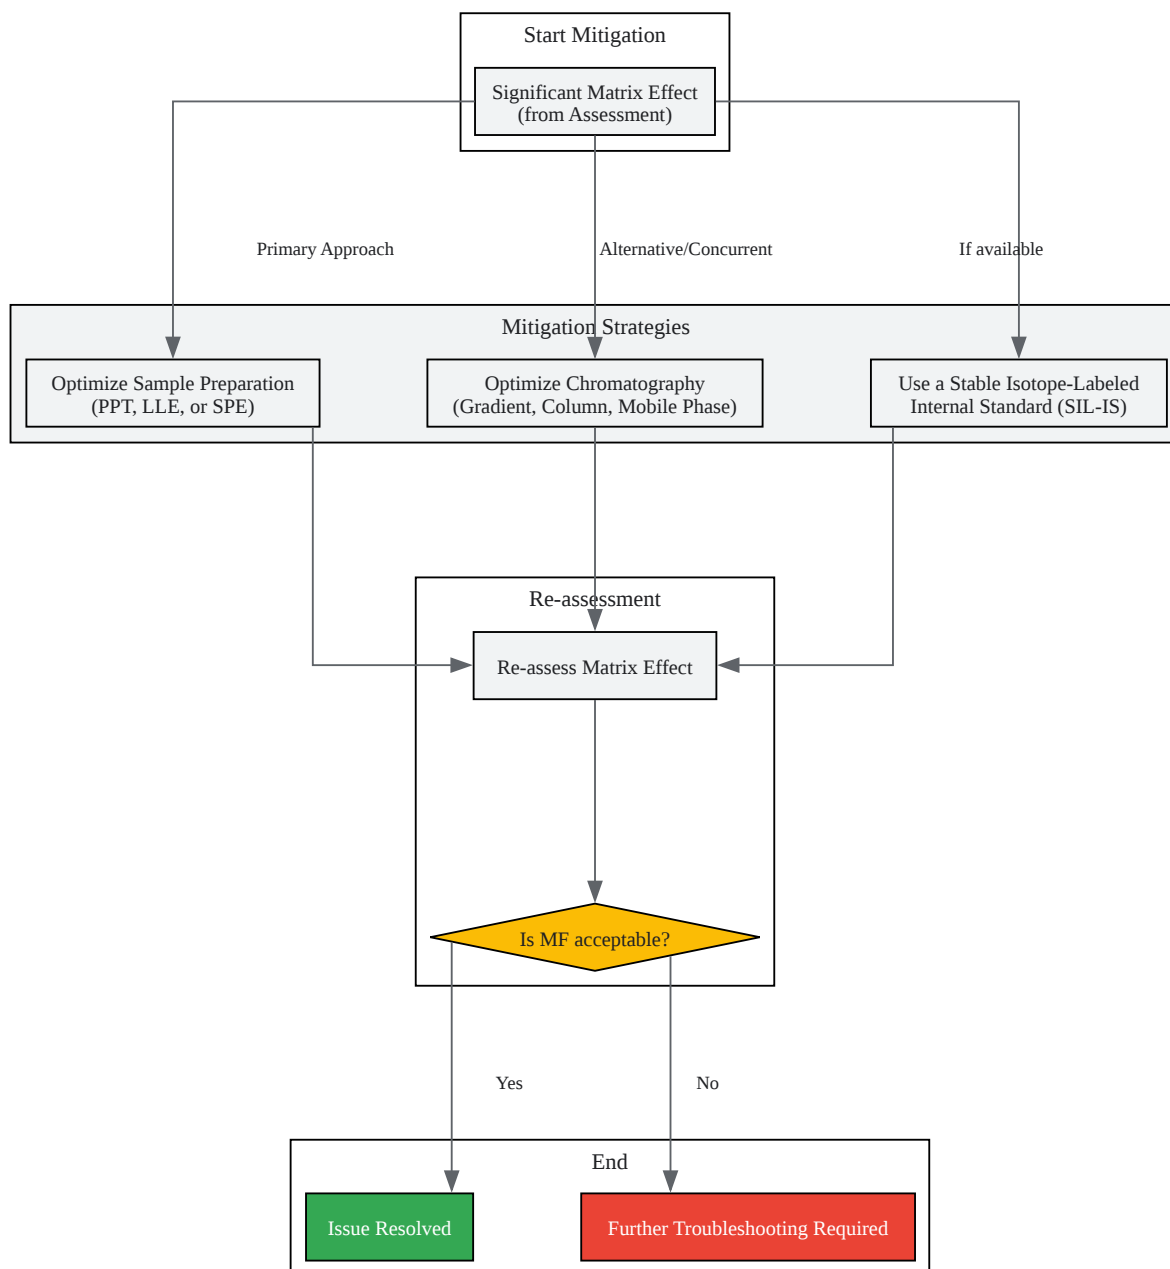 Start Mitigation
Significant Matrix Effect
(from Assessment)
Primary Approach
Alternative/Concurrent
If available
Mitigation Strategies
Optimize Sample Preparation
(PPT, LLE, or SPE)
Optimize Chromatography
(Gradient, Column, Mobile Phase)
Use a Stable Isotope-Labeled
Internal Standard (SIL-IS)
Re-assessment
Re-assess Matrix Effect
Is MF acceptable?
Yes
No
End
Issue Resolved
Further Troubleshooting Required